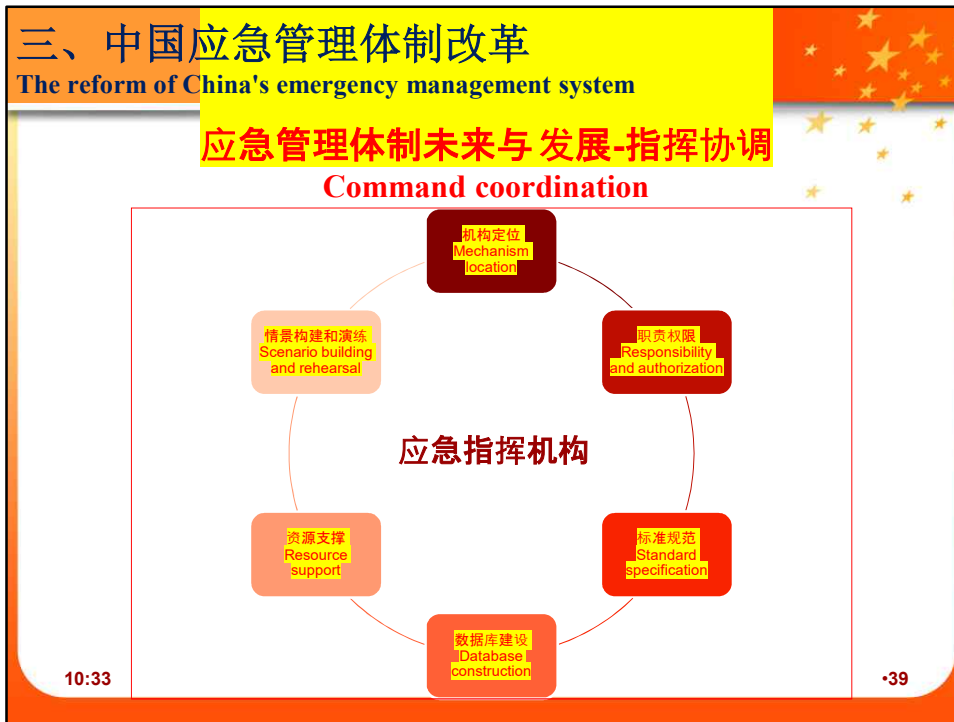 三、中国应急管理体制改革
The reform of China's emergency management system
应急管理体制未来与 发展-指挥协调
Command coordination
机构定位
Mechanism
location
情景构建和演练
Scenario building
and rehearsal
职责权限
Responsibility
and authorization
应急指挥机构
资源支撑
Resource
support
标准规范
Standard
specification
数据库建设
Database
construction
10:33
•39